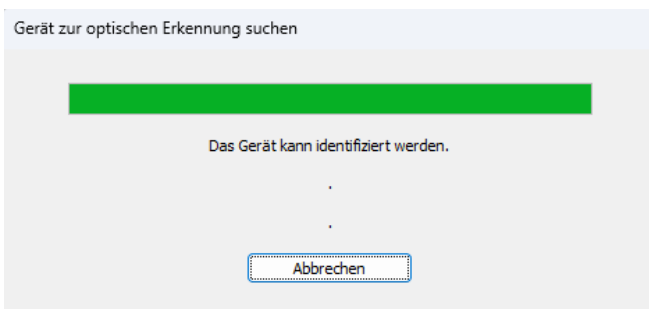 Gerät zur optischen Erkennung suchen
Das Gerät kann identifiziert werden.
.
.
Abbrechen